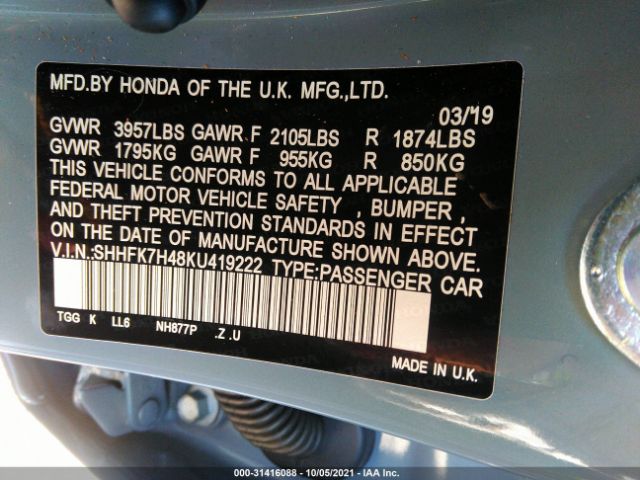 MFD.BY HONDA OF THE U.K. MFG.,LTD.
03/19
GVWR 3957LBS GAWR F 2105LBS R 1874LBS
GVWR 1795KG GAWR F 955KG R 850KG
THIS VEHICLE CONFORMS TO ALL APPLICABLE
FEDERAL MOTOR VEHICLE SAFETY , BUMPER ,
AND THEFT PREVENTION STANDARDS IN EFFECT
ON THE DATE OF MANUFACTURE SHOWN ABOVE.
V.I.N.:SHHFK7H48KU419222 TYPE:PASSENGER CAR
TGG K LL6 NH877P .Z .U
MADE IN U.K.
000-31416088 - 10/05/2021 - IAA Inc.